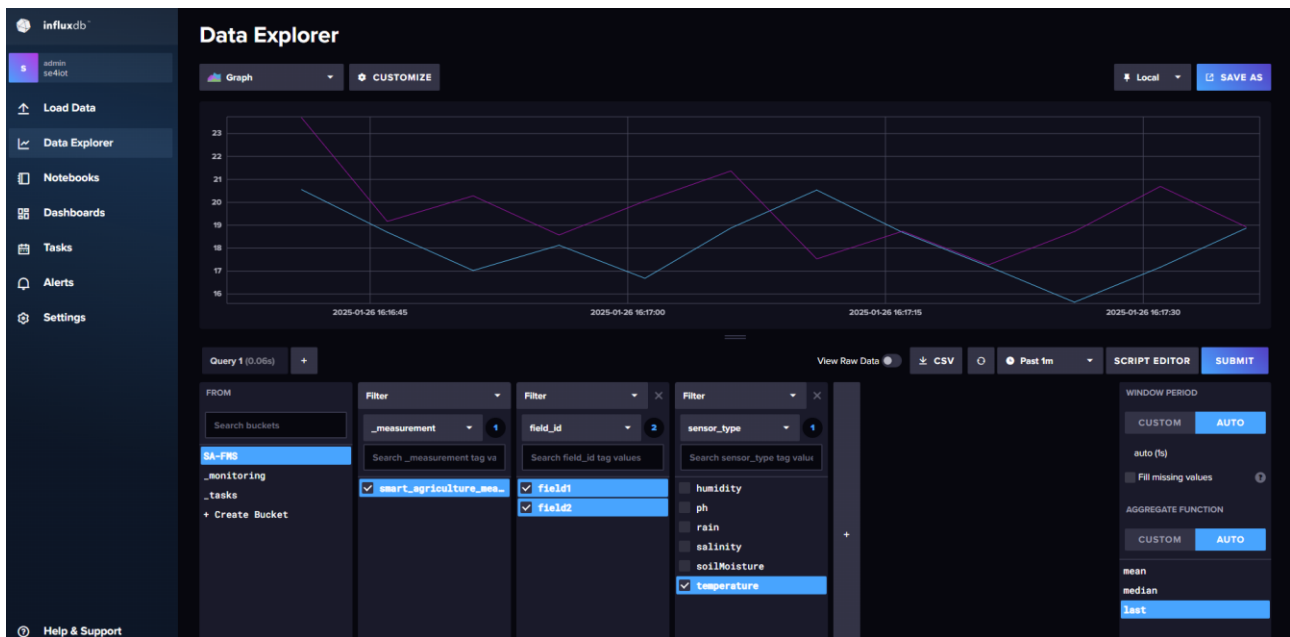 influxdb™
S
admin
se4iot
Load Data
Data Explorer
Notebooks
Dashboards
Tasks
Alerts
Settings
Help & Support
Data Explorer
Graph
CUSTOMIZE
Local
SAVE AS
23
22
21
20
19
18
17
16
2025-01-26 16:16:45
2025-01-26 16:17:00
2025-01-26 16:17:15
2025-01-26 16:17:30
Query 1 (0.06s)
+
View Raw Data
CSV
Past 1m
SCRIPT EDITOR
SUBMIT
FROM
Search buckets
SA-FMS
_monitoring
_tasks
+ Create Bucket
Filter
_measurement
1
Search _measurement tag va
smart_agriculture_mea…
Filter
×
field_id
2
Search field_id tag values
field1
field2
Filter
×
sensor_type
1
Search sensor_type tag value
humidity
ph
rain
salinity
soilMoisture
temperature
+
WINDOW PERIOD
CUSTOM
AUTO
auto (1s)
Fill missing values
?
AGGREGATE FUNCTION
CUSTOM
AUTO
mean
median
last